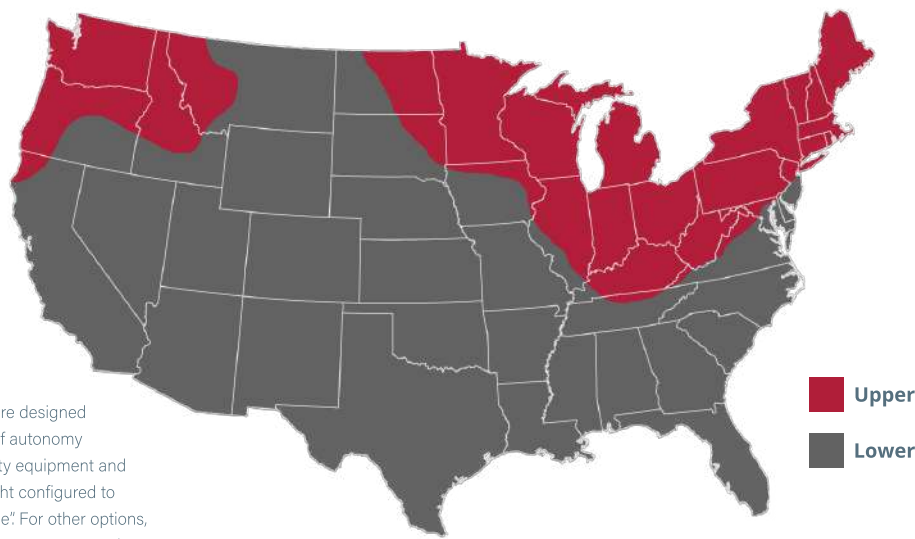 Upper
Lower
re designed
f autonomy
ty equipment and
ht configured to
e". For other options,